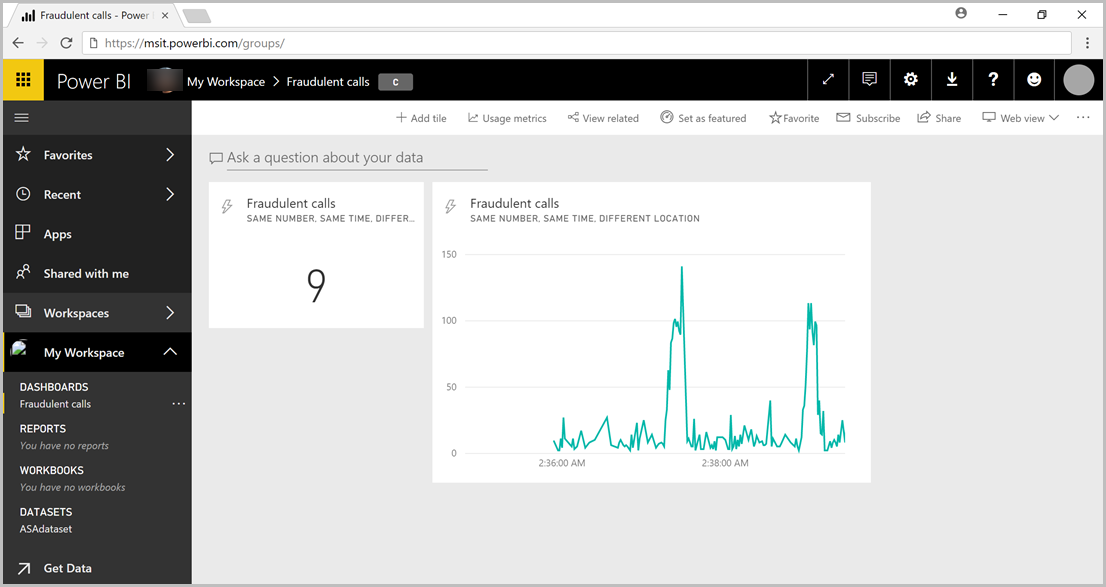 Fraudulent calls - Power
https://msit.powerbi.com/groups/
Power BI My Workspace > Fraudulent calls C
+ Add tile Usage metrics View related Set as featured Favorite Subscribe Share Web view ...
Favorites
Recent
Apps
Shared with me
Workspaces
My Workspace
DASHBOARDS
Fraudulent calls ...
REPORTS
You have no reports
WORKBOOKS
You have no workbooks
DATASETS
ASAdataset
Get Data
Ask a question about your data
Fraudulent calls
SAME NUMBER, SAME TIME, DIFFER...
9
Fraudulent calls
SAME NUMBER, SAME TIME, DIFFERENT LOCATION
150
100
50
0
2:36:00 AM 2:38:00 AM